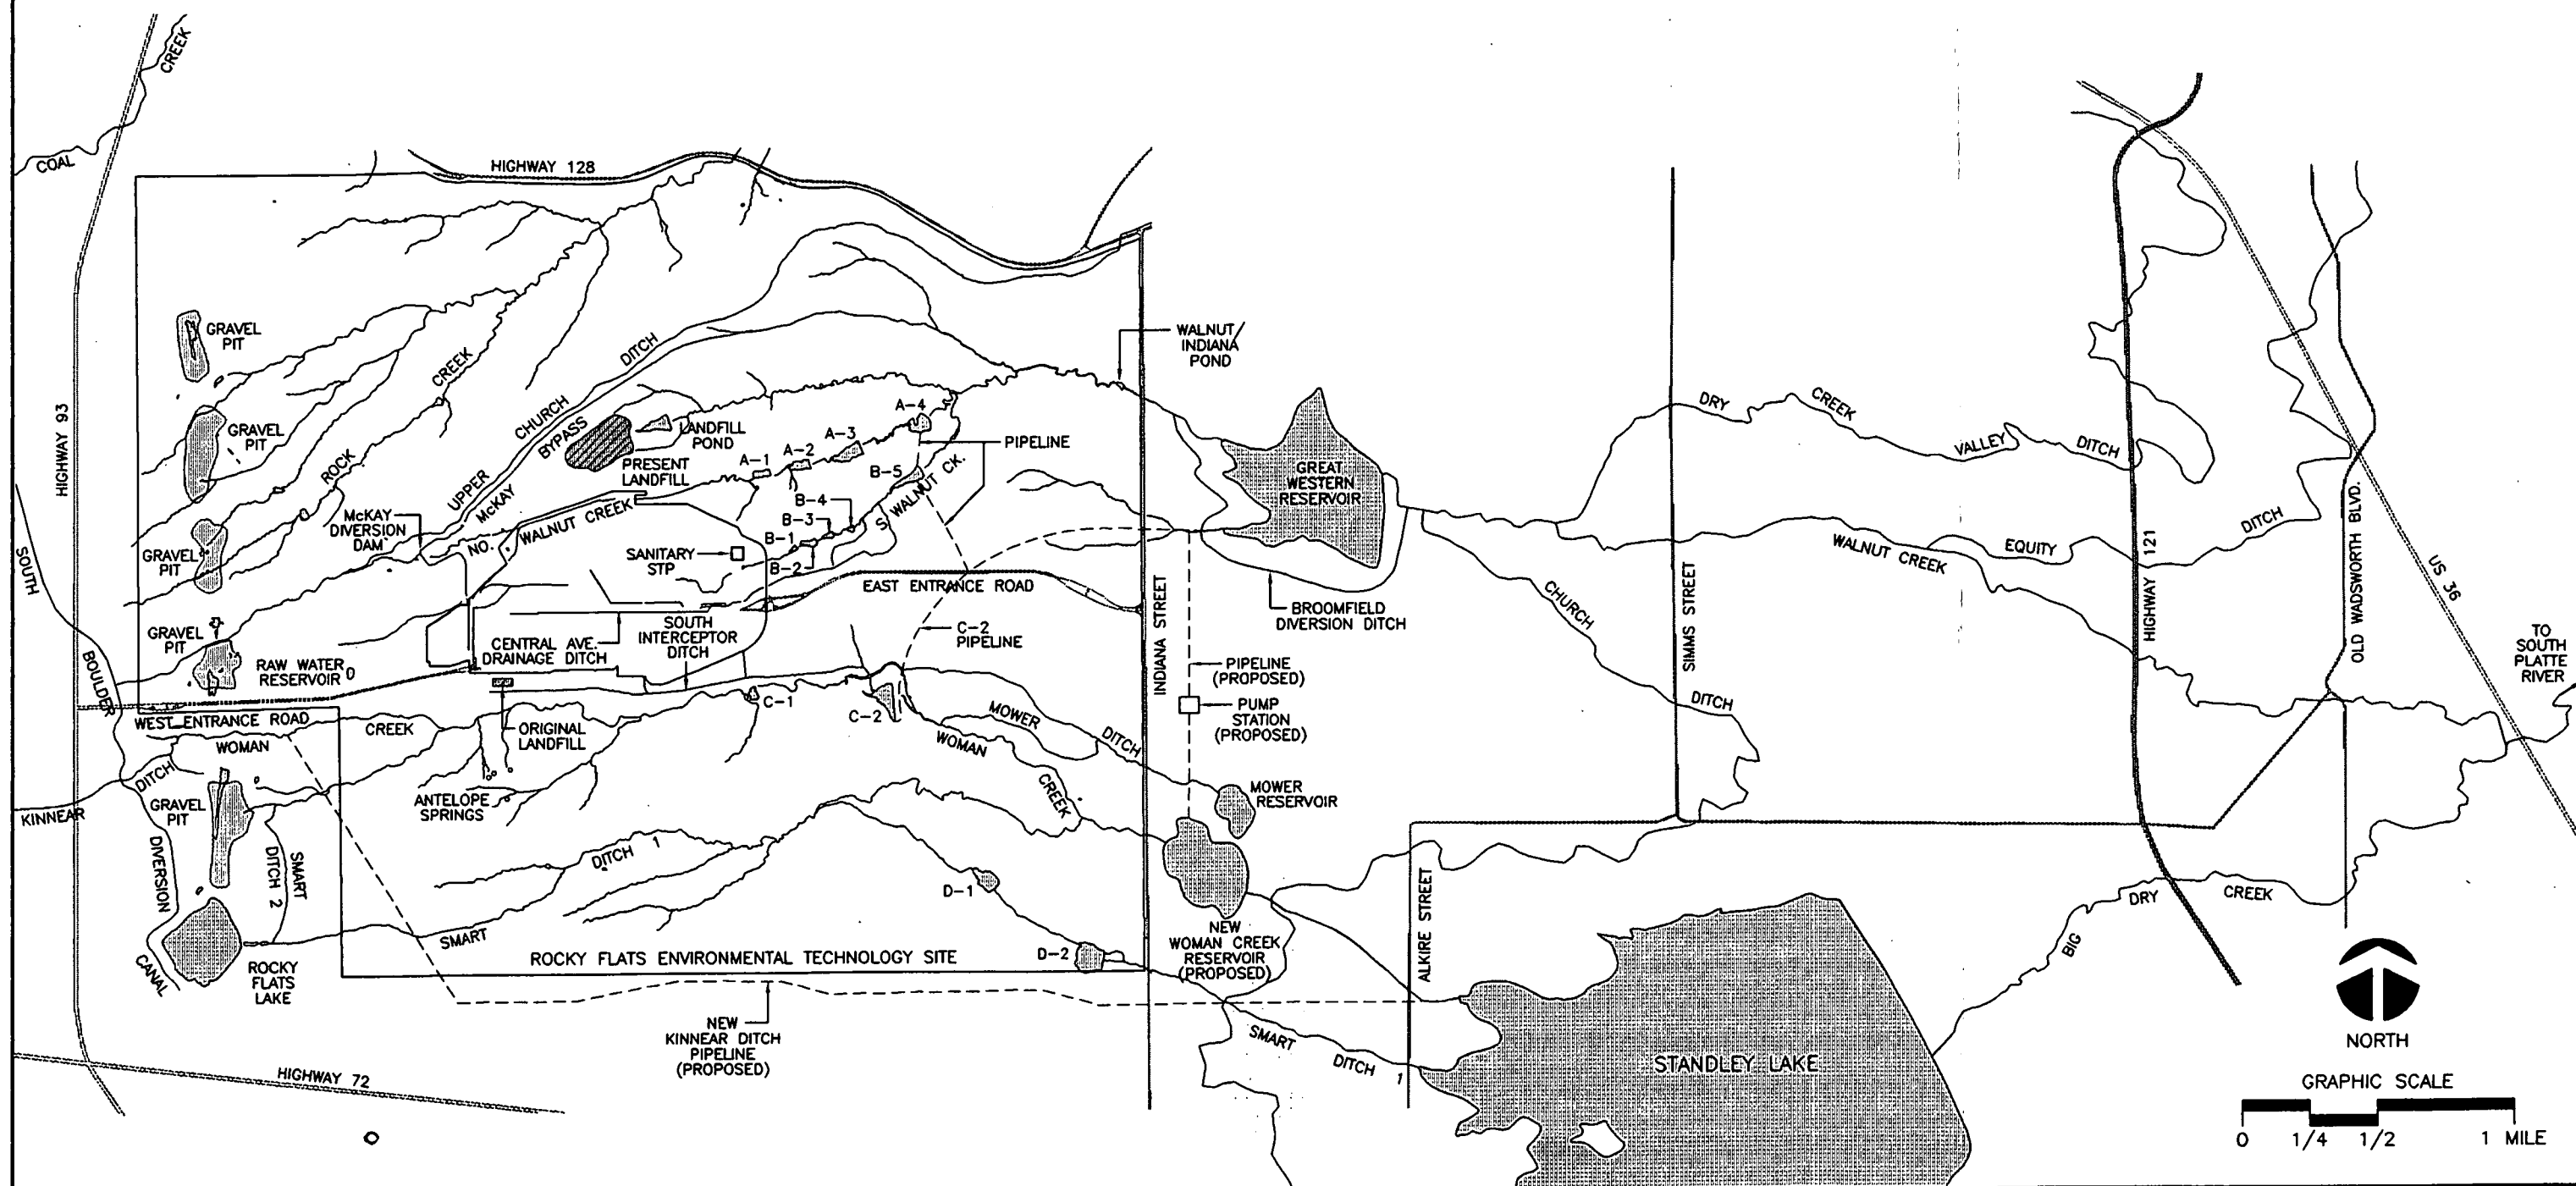 CREEK
COAL
HIGHWAY 128
HIGHWAY 93
GRAVEL
PIT
GRAVEL
PIT
GRAVEL
PIT
GRAVEL
PIT
ROCK
CREEK
UPPER
CHURCH
DITCH
McKAY
BYPASS
McKAY
DIVERSION
DAM
NO.
WALNUT CREEK
PRESENT
LANDFILL
LANDFILL
POND
A-1
A-2
A-3
A-4
B-5
B-4
B-3
B-1
B-2
S. WALNUT CK.
PIPELINE
WALNUT/
INDIANA
POND
SANITARY
STP
EAST ENTRANCE ROAD
C-2
PIPELINE
CENTRAL AVE.
DRAINAGE DITCH
SOUTH
INTERCEPTOR
DITCH
RAW WATER
RESERVOIR
WEST ENTRANCE ROAD
WOMAN
CREEK
ORIGINAL
LANDFILL
C-1
C-2
MOWER
DITCH
WOMAN
CREEK
ANTELOPE
SPRINGS
SOUTH
BOULDER
DIVERSION
CANAL
KINNEAR
DITCH
GRAVEL
PIT
SMART
DITCH 2
ROCKY
FLATS
LAKE
DITCH 1
SMART
D-1
D-2
ROCKY FLATS ENVIRONMENTAL TECHNOLOGY SITE
NEW
KINNEAR DITCH
PIPELINE
(PROPOSED)
HIGHWAY 72
INDIANA STREET
GREAT
WESTERN
RESERVOIR
BROOMFIELD
DIVERSION DITCH
PIPELINE
(PROPOSED)
PUMP
STATION
(PROPOSED)
MOWER
RESERVOIR
NEW
WOMAN CREEK
RESERVOIR
(PROPOSED)
SMART
DITCH 1
ALKIRE STREET
STANDLEY LAKE
SIMMS STREET
CHURCH
DITCH
DRY
CREEK
VALLEY
DITCH
WALNUT CREEK
EQUITY
DITCH
HIGHWAY 121
OLD WADSWORTH BLVD.
US 36
TO
SOUTH
PLATTE
RIVER
BIG
DRY
CREEK
NORTH
GRAPHIC SCALE
0 1/4 1/2 1 MILE